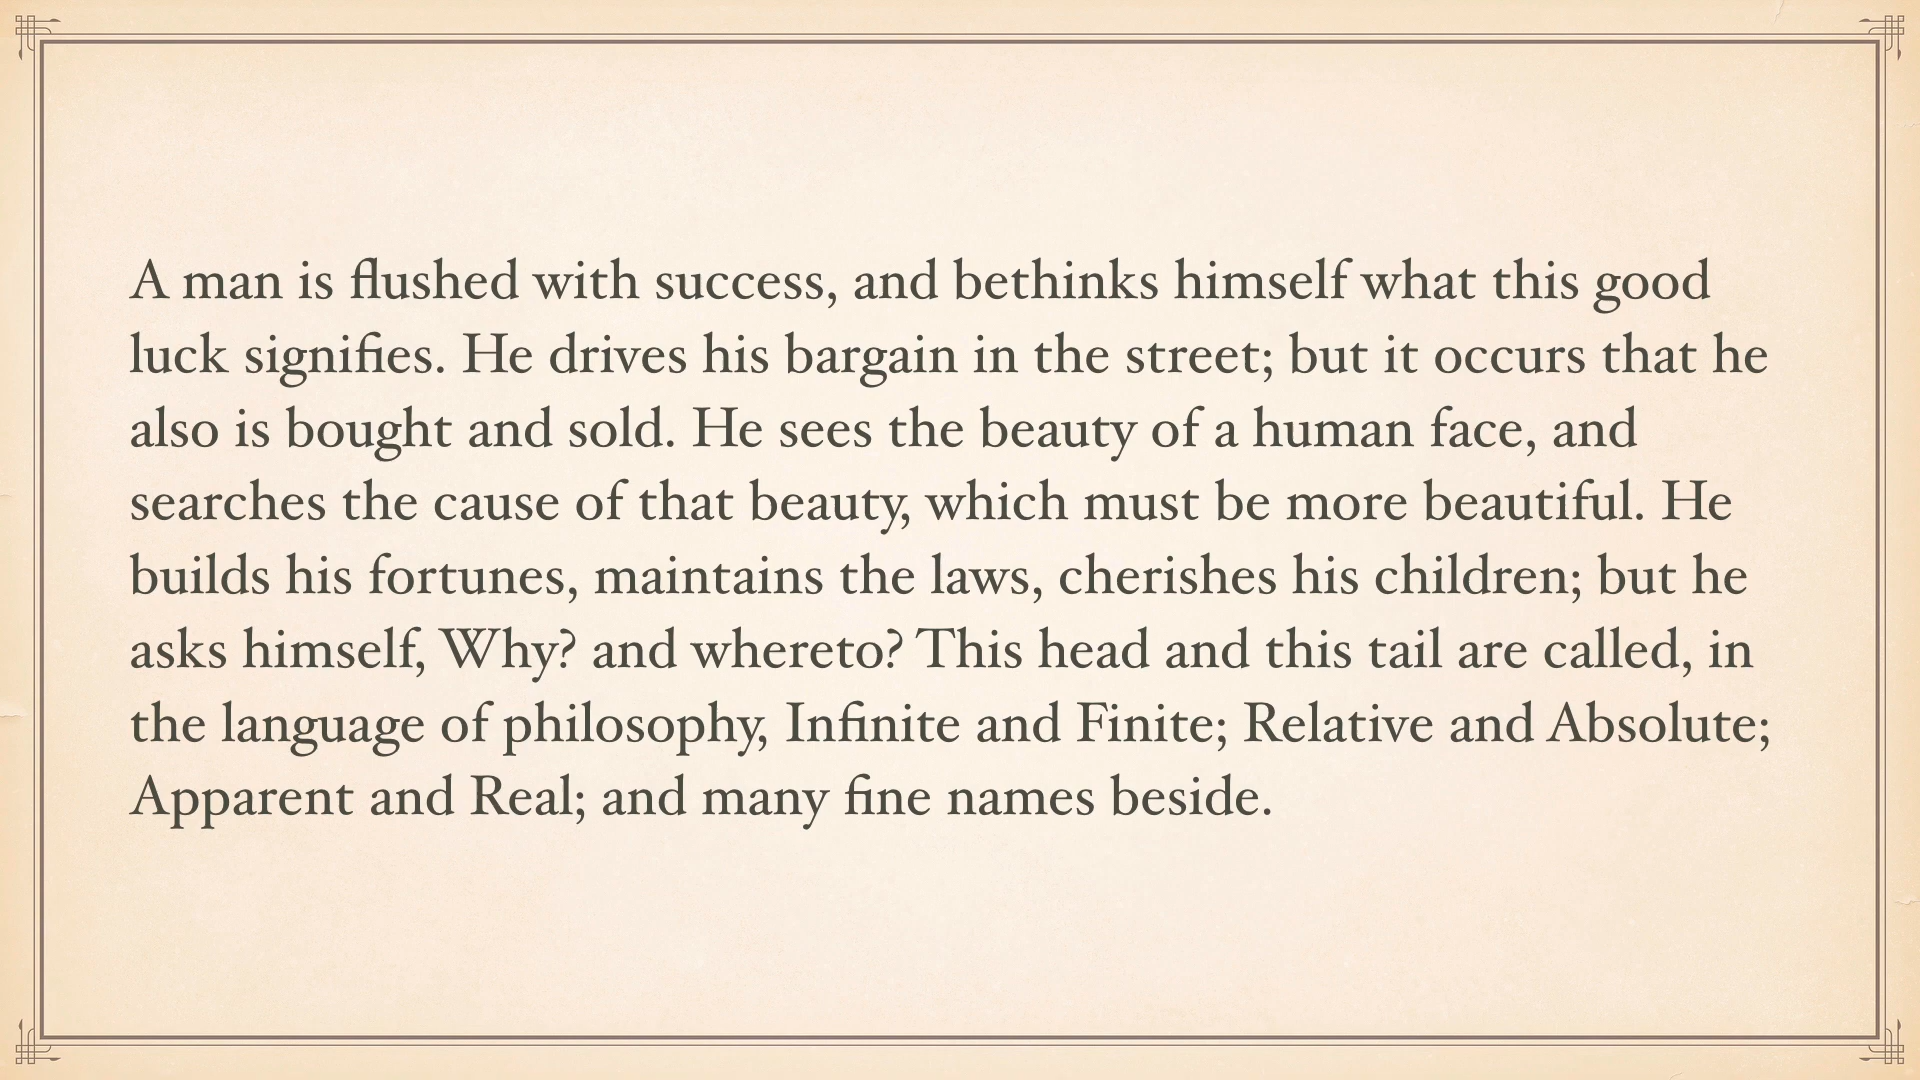 A man is flushed with success, and bethinks himself what this good
luck signifies. He drives his bargain in the street; but it occurs that he
also is bought and sold. He sees the beauty of a human face, and
searches the cause of that beauty, which must be more beautiful. He
builds his fortunes, maintains the laws, cherishes his children; but he
asks himself, Why? and whereto? This head and this tail are called, in
the language of philosophy, Infinite and Finite; Relative and Absolute;
Apparent and Real; and many fine names beside.